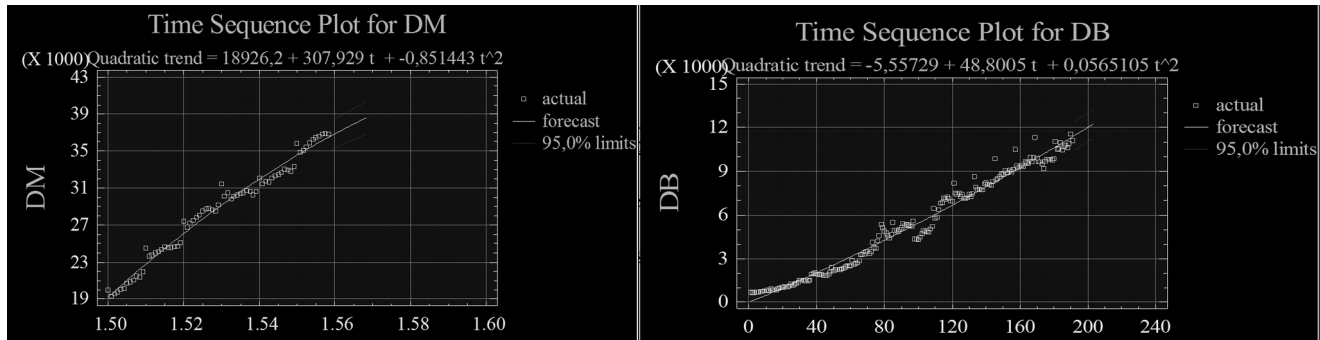 Time Sequence Plot for DM
(X 1000) Quadratic trend = 18926,2 + 307,929 t + -0,851443 t^2
43
39
35
31
27
23
19
DM
1.50 1.52 1.54 1.56 1.58 1.60
actual
forecast
95,0% limits
Time Sequence Plot for DB
(X 1000) Quadratic trend = -5,55729 + 48,8005 t + 0,0565105 t^2
15
12
9
6
3
0
DB
0 40 80 120 160 200 240
actual
forecast
95,0% limits